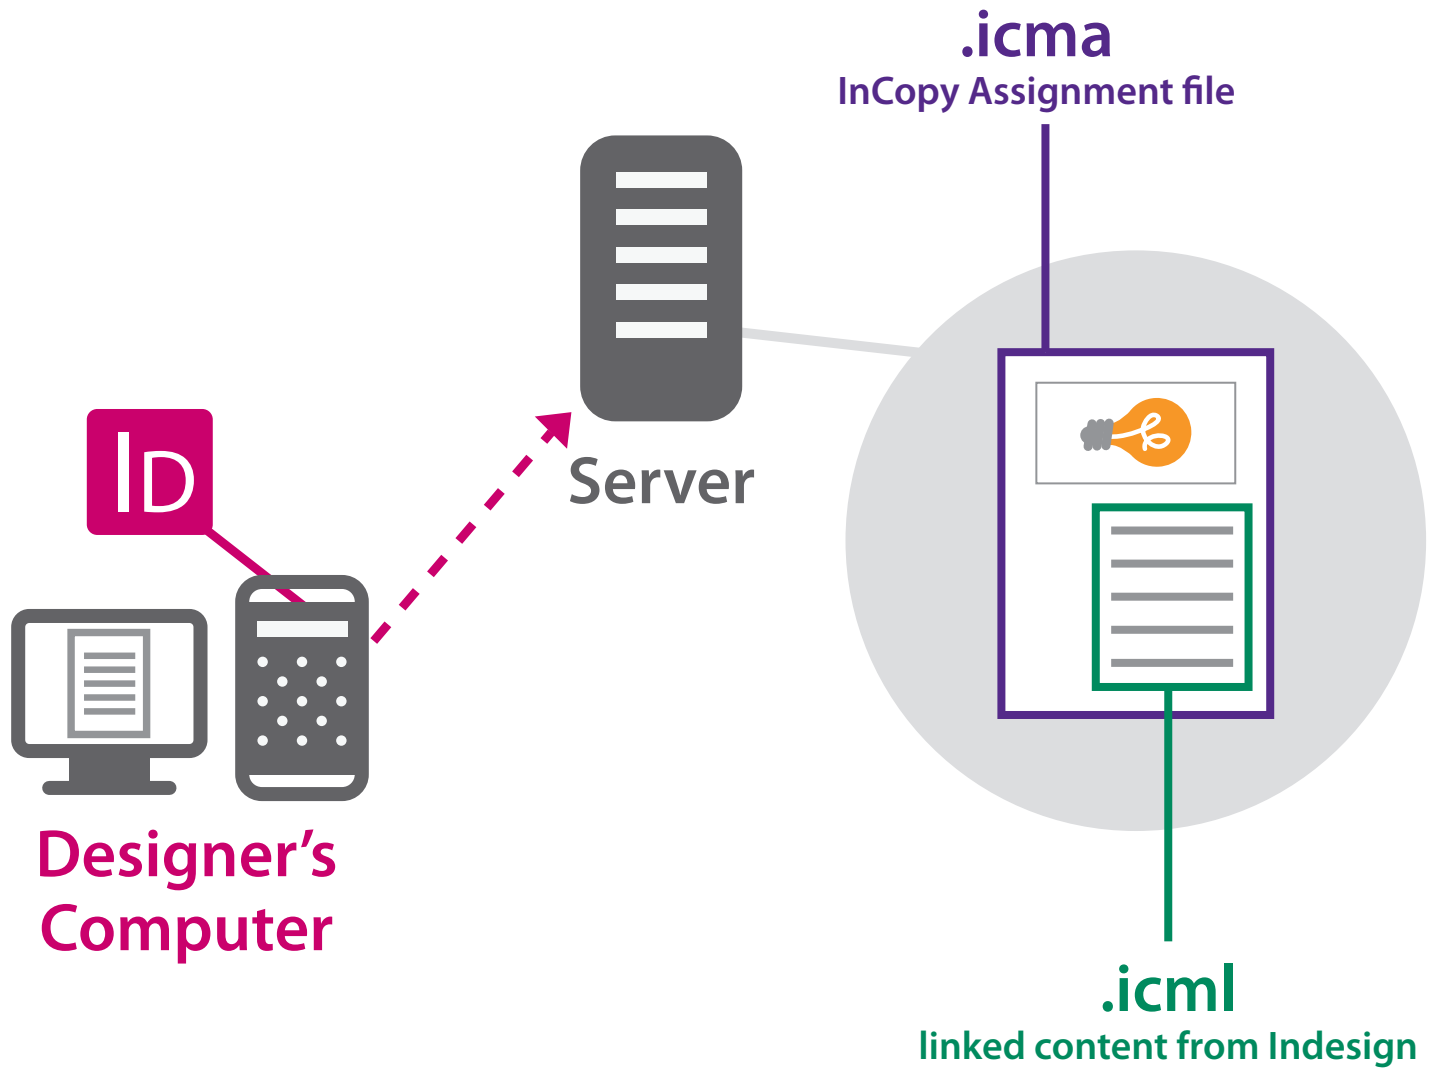 .icma
InCopy Assignment file
Server
ID
Designer’s
Computer
.icml
linked content from Indesign